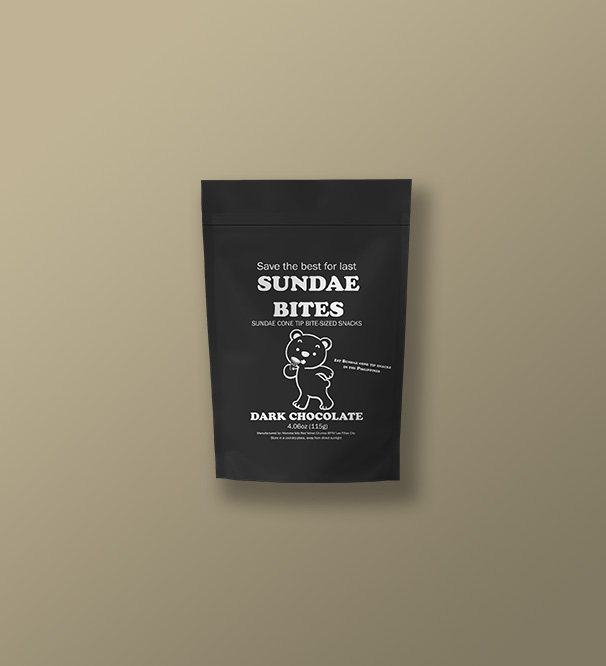 Save the best for last
SUNDAE
BITES
SUNDAE CONE TIP BITE-SIZED SNACKS
1st Sundae cone tip snacks
in the Philippines
DARK CHOCOLATE
4.06oz (115g)
Manufactured by:
Store in a cool dry place, away from direct sunlight